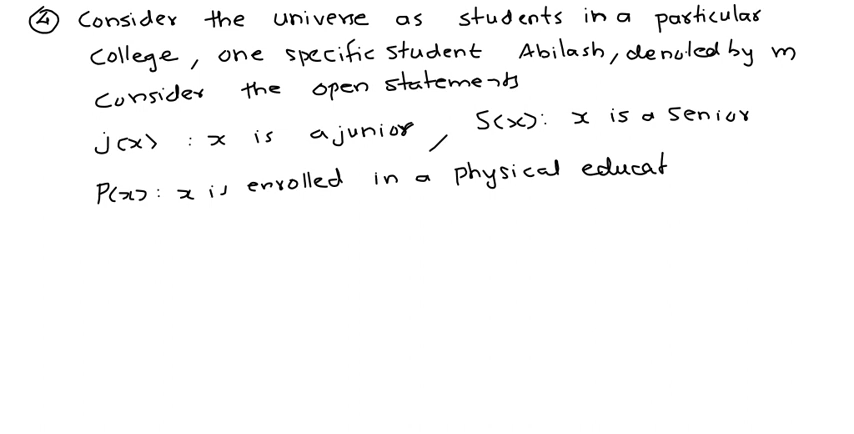 ④ Consider the universe as students in a particular
College, one specific student Abilash, denoted by m
Consider the open statements
j(x) : x is a junior, S(x): x is a senior
P(x): x is enrolled in a physical educat